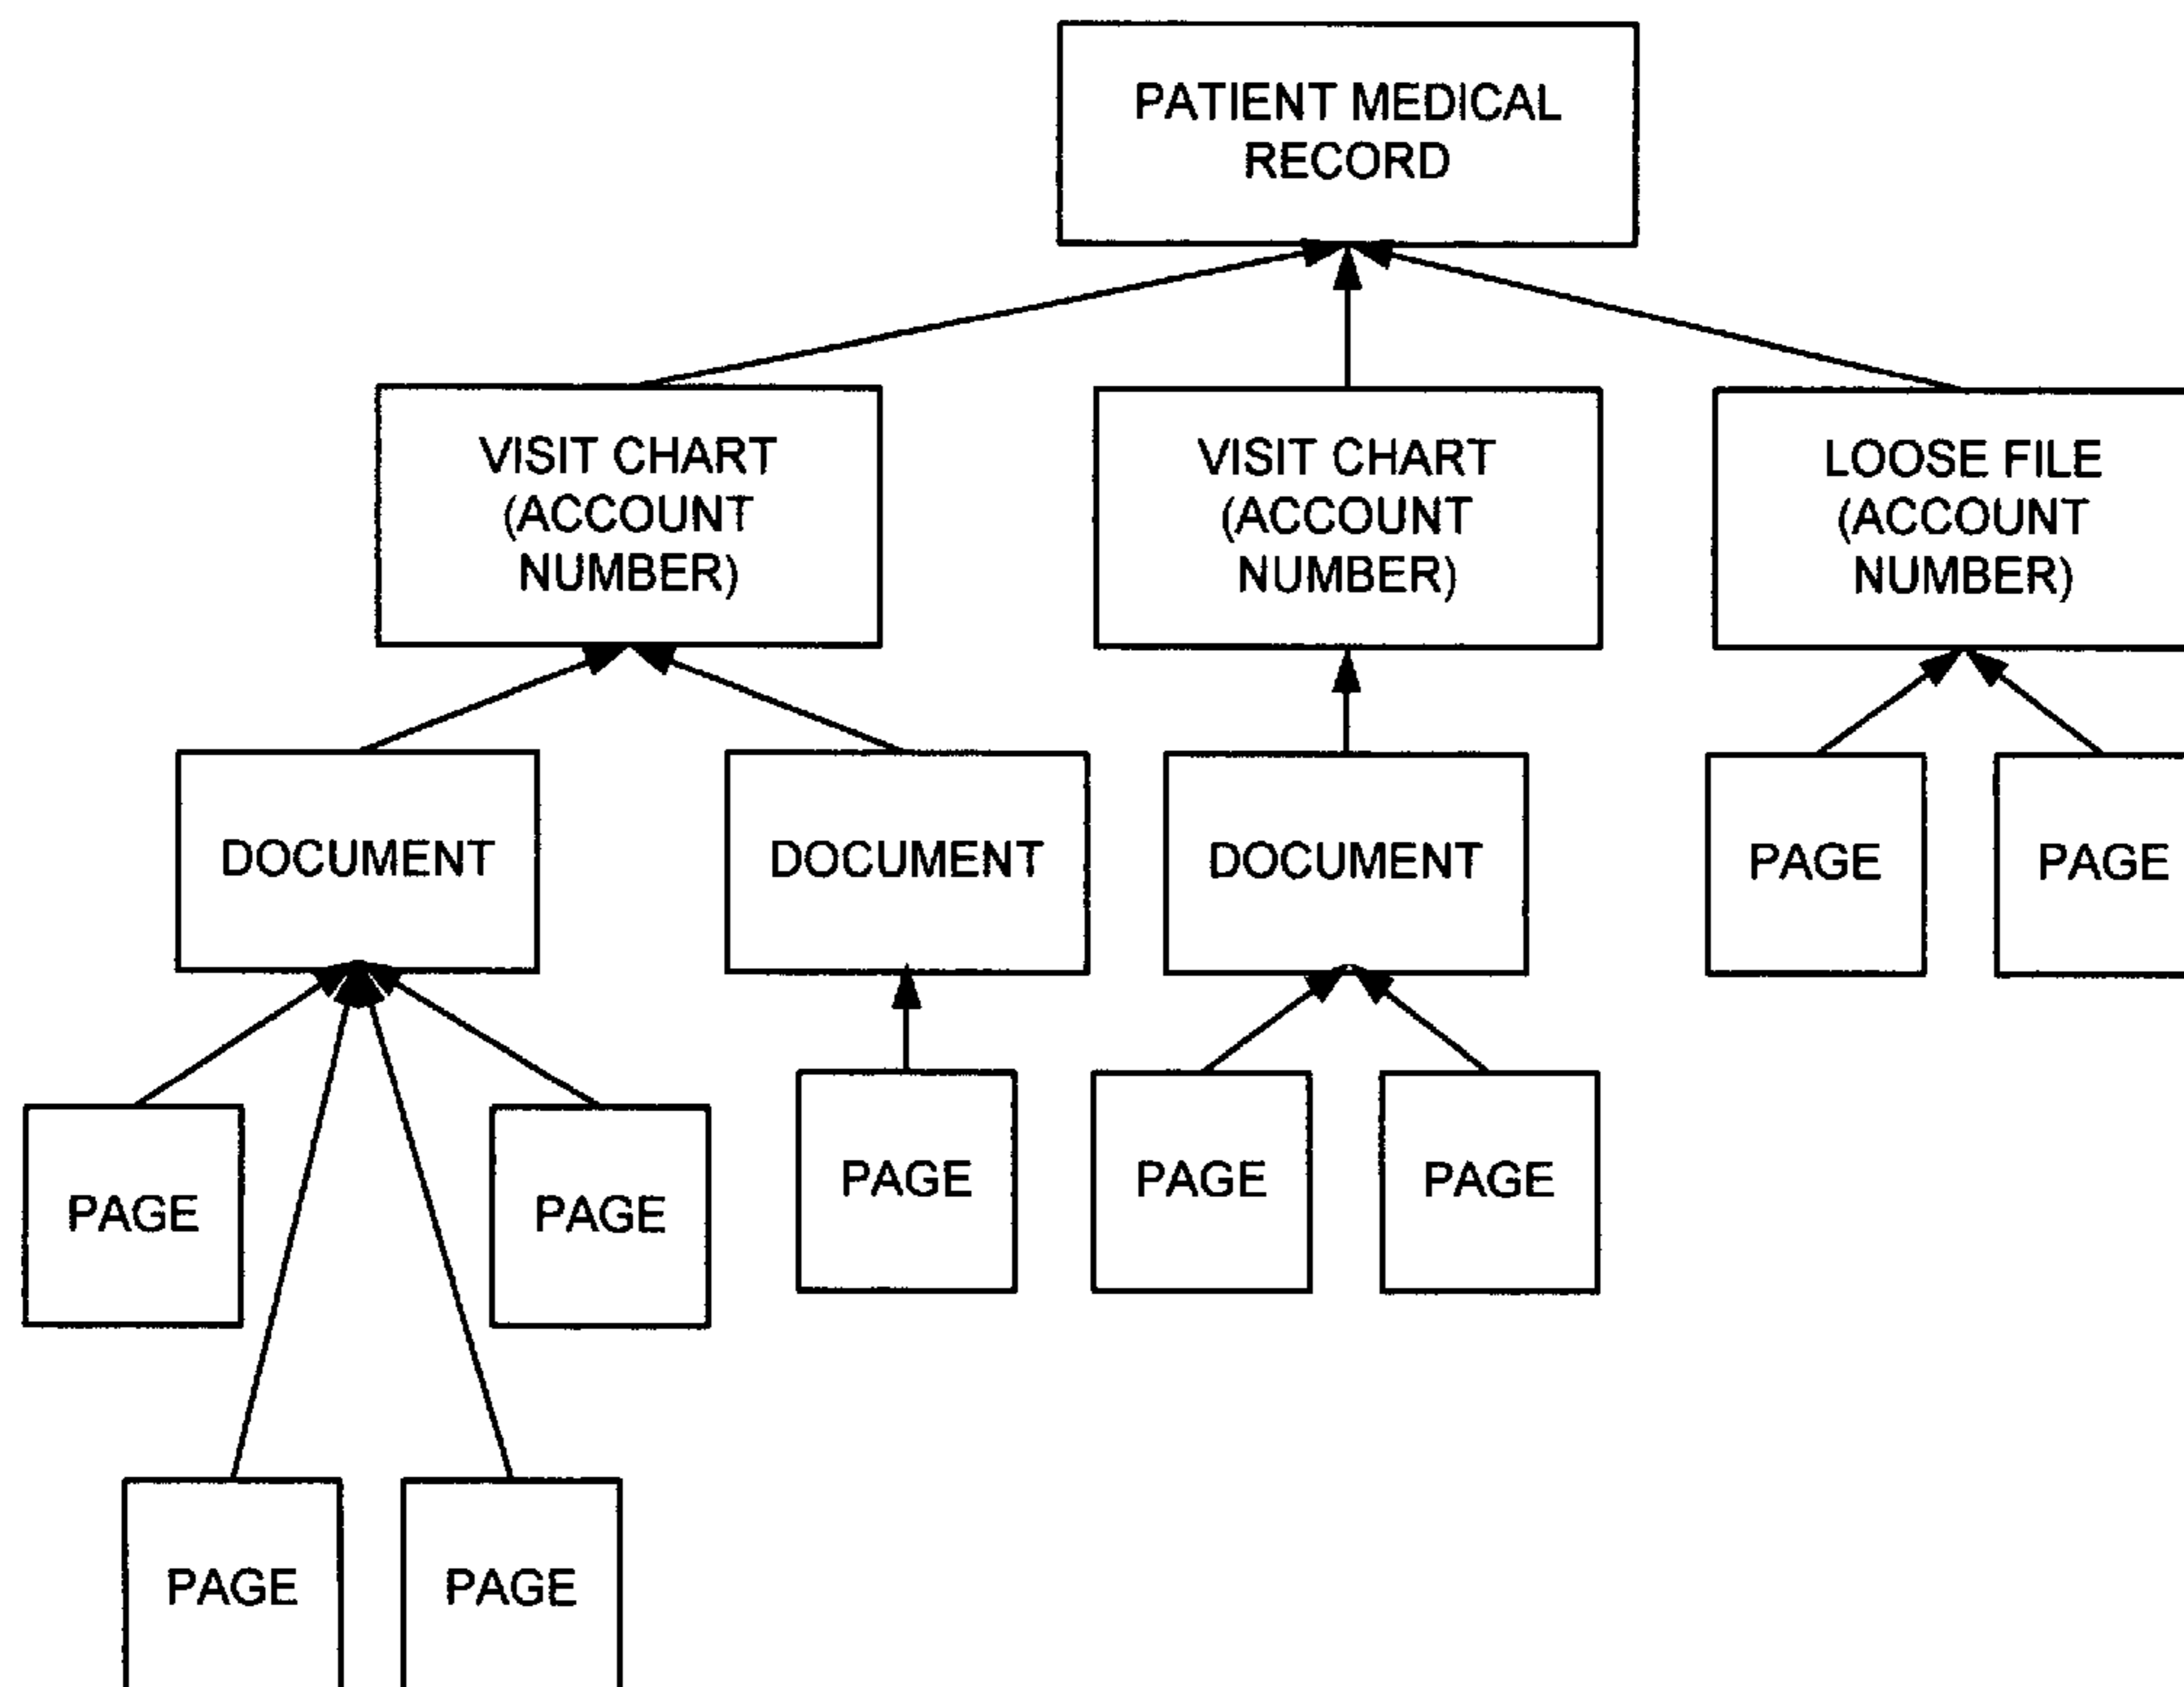 PATIENT MEDICAL
RECORD
VISIT CHART
(ACCOUNT
NUMBER)
VISIT CHART
(ACCOUNT
NUMBER)
LOOSE FILE
(ACCOUNT
NUMBER)
DOCUMENT
DOCUMENT
DOCUMENT
PAGE
PAGE
PAGE
PAGE
PAGE
PAGE
PAGE
PAGE
PAGE